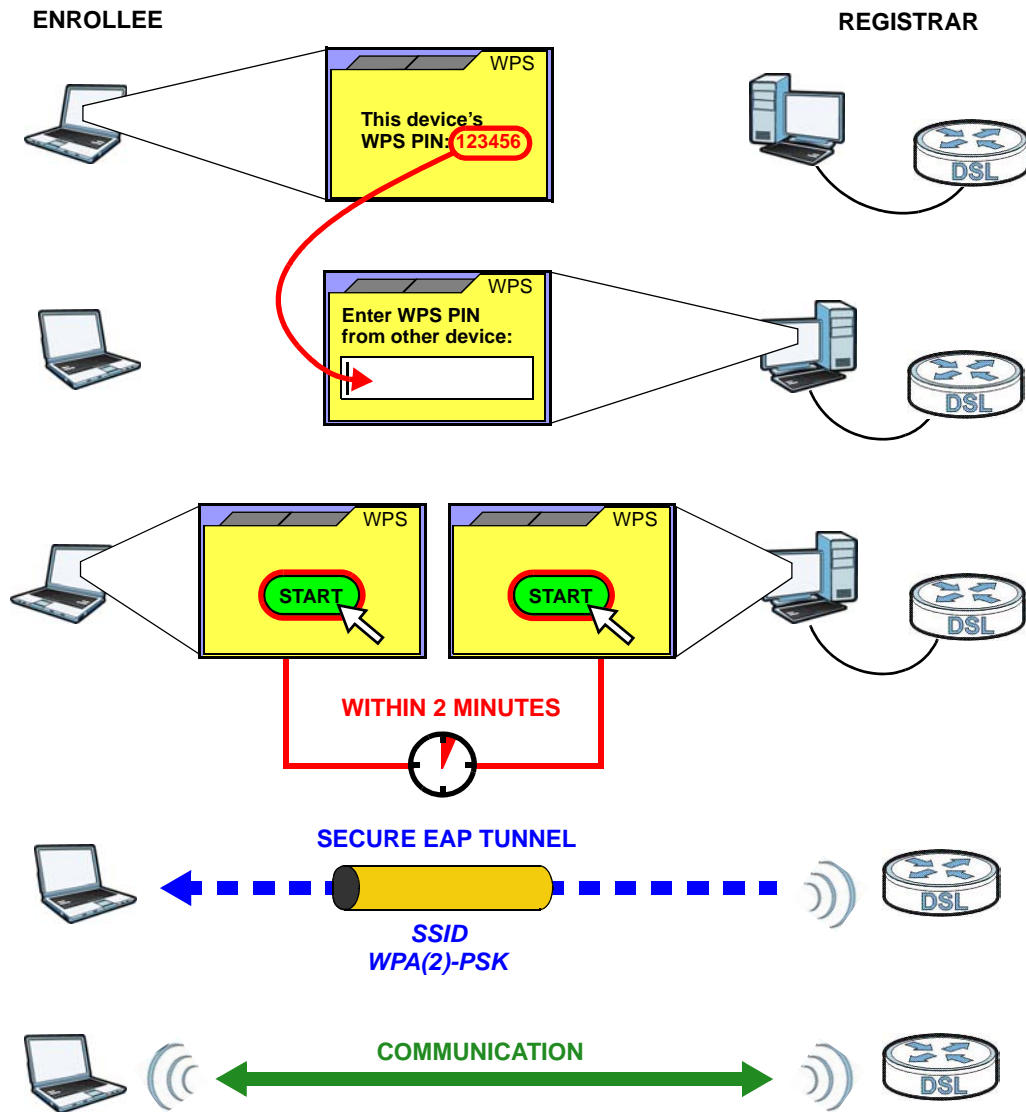 ENROLLEE
REGISTRAR
WPS
This device's
WPS PIN: 123456
DSL
WPS
Enter WPS PIN
from other device:
DSL
WPS
WPS
START
START
DSL
WITHIN 2 MINUTES
SECURE EAP TUNNEL
DSL
SSID
WPA(2)-PSK
COMMUNICATION
DSL